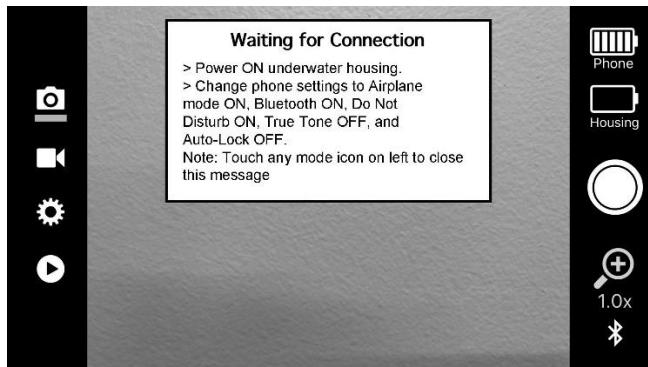 Waiting for Connection
> Power ON underwater housing.
> Change phone settings to Airplane
mode ON, Bluetooth ON, Do Not
Disturb ON, True Tone OFF, and
Auto-Lock OFF.
Note: Touch any mode icon on left to close
this message
Phone
Housing
1.0x